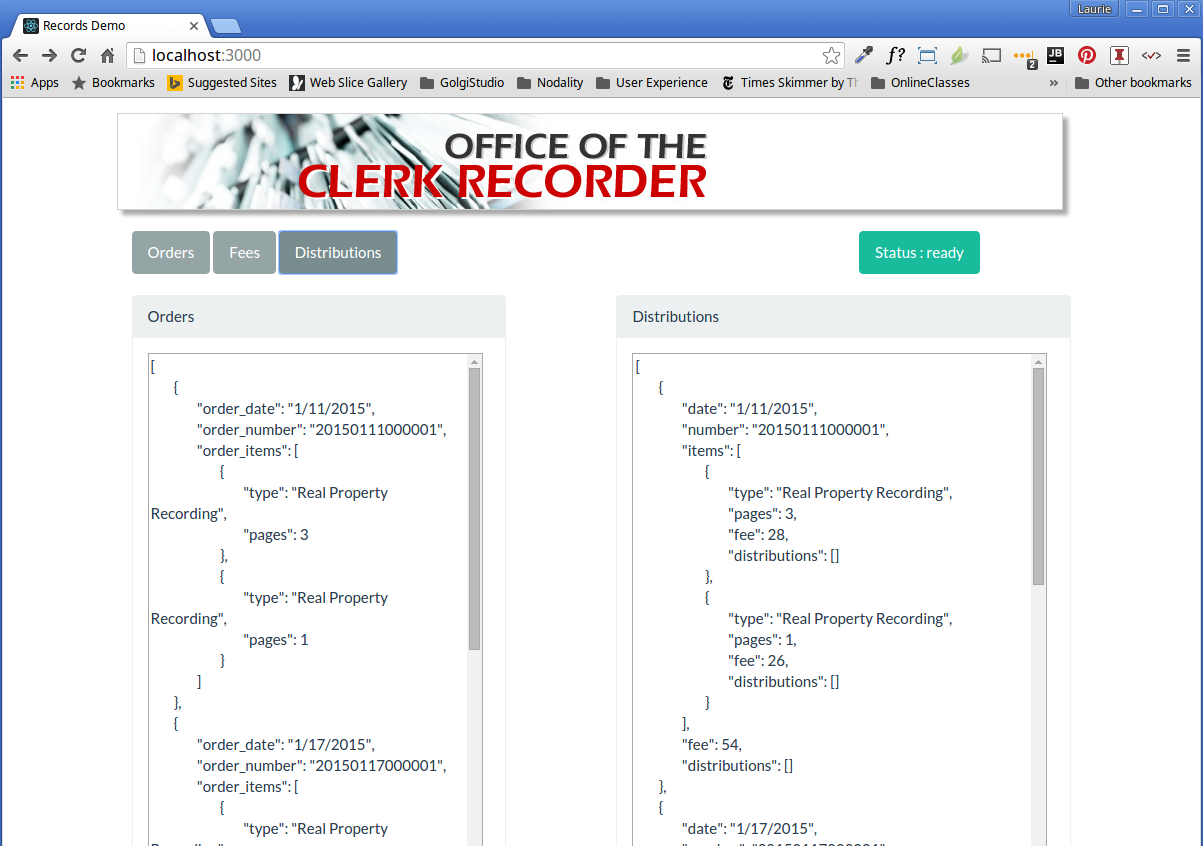 Laurie
Records Demo
localhost:3000
f?
2
JB
Apps
Bookmarks
Suggested Sites
Web Slice Gallery
GolgiStudio
Nodality
User Experience
Times Skimmer by
OnlineClasses
»
Other bookmarks
OFFICE OF THE
CLERK RECORDER
Orders
Fees
Distributions
Status : ready
Orders
[
{
"order_date": "1/11/2015",
"order_number": "20150111000001",
"order_items": [
{
"type": "Real Property
Recording",
"pages": 3
},
{
"type": "Real Property
Recording",
"pages": 1
}
]
},
{
"order_date": "1/17/2015",
"order_number": "20150117000001",
"order_items": [
{
"type": "Real Property
Distributions
[
{
"date": "1/11/2015",
"number": "20150111000001",
"items": [
{
"type": "Real Property Recording",
"pages": 3,
"fee": 28,
"distributions": []
},
{
"type": "Real Property Recording",
"pages": 1,
"fee": 26,
"distributions": []
}
],
"fee": 54,
"distributions": []
},
{
"date": "1/17/2015",